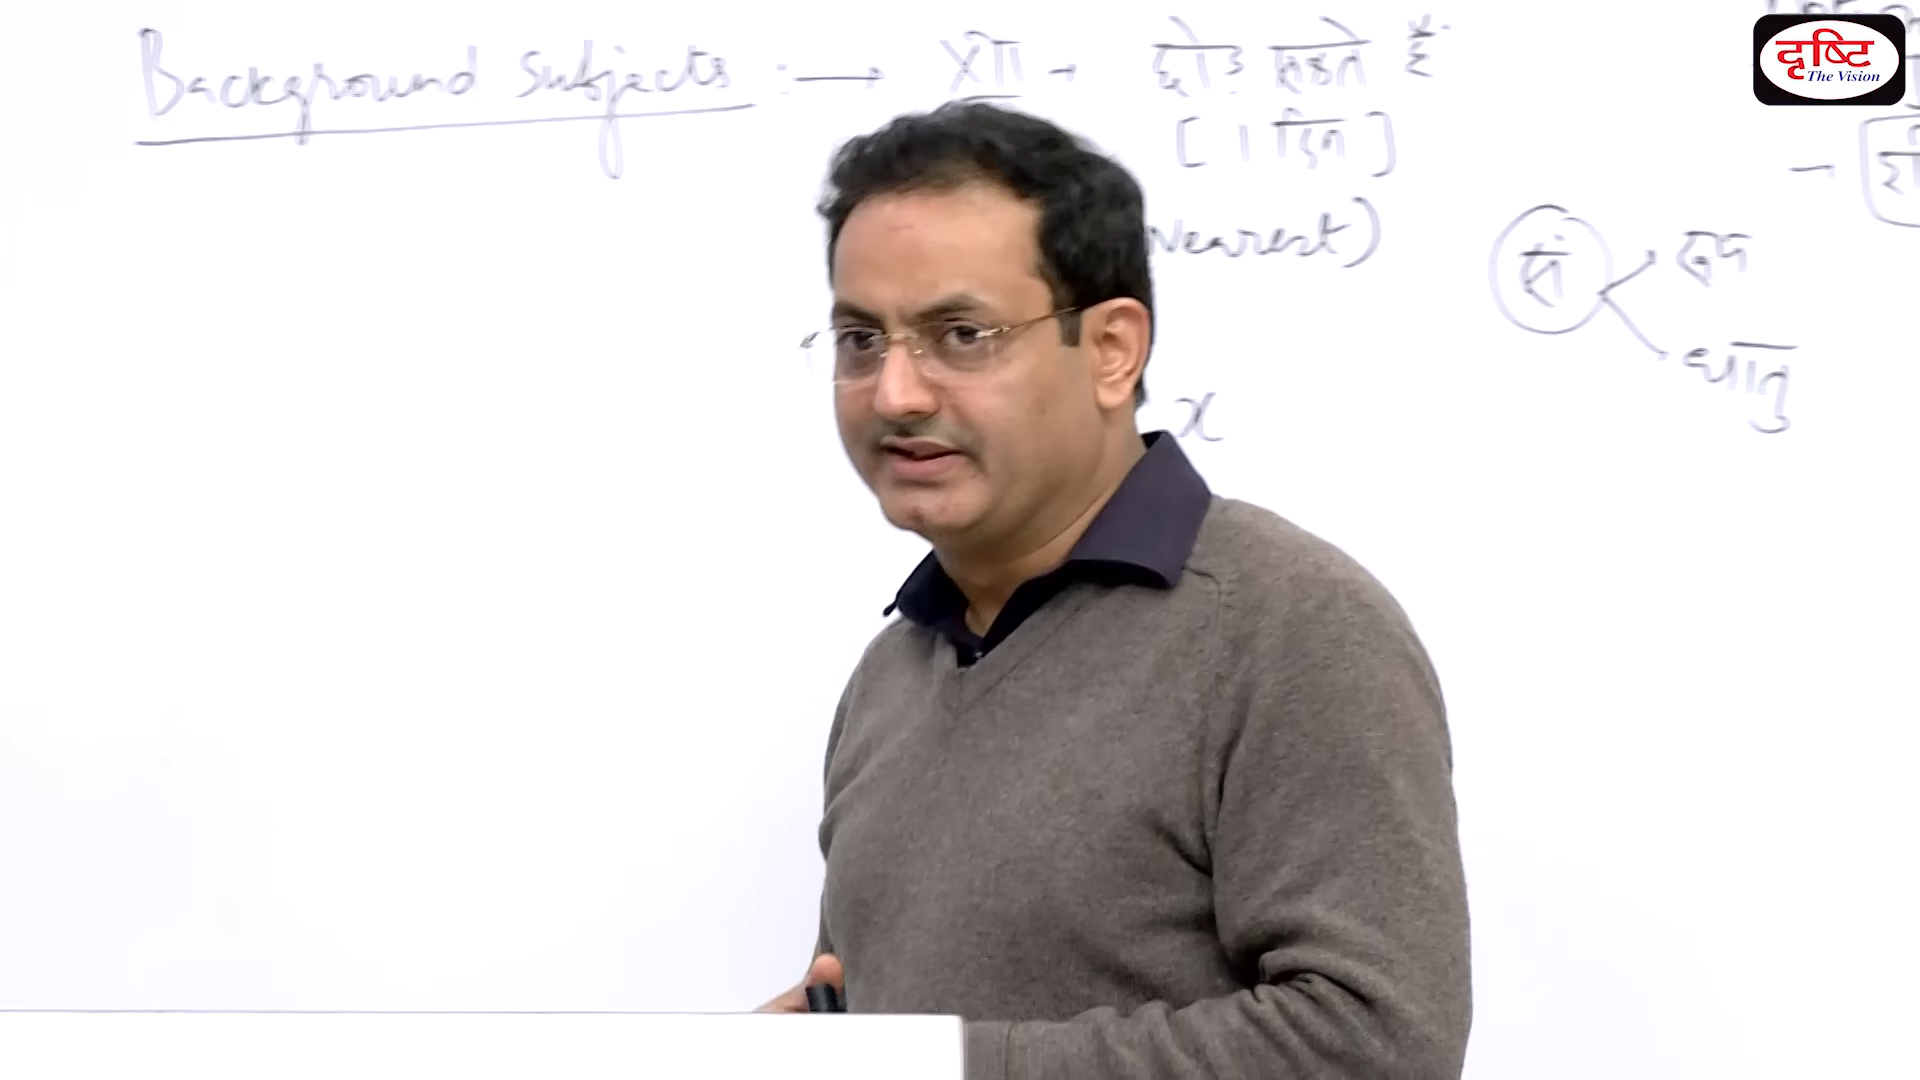 Background Subjects :→ XII → छोड़ सकते हैं
[1 दिन]
Nearest)
सं
रूप
धातु
x
दृष्टि
The Vision